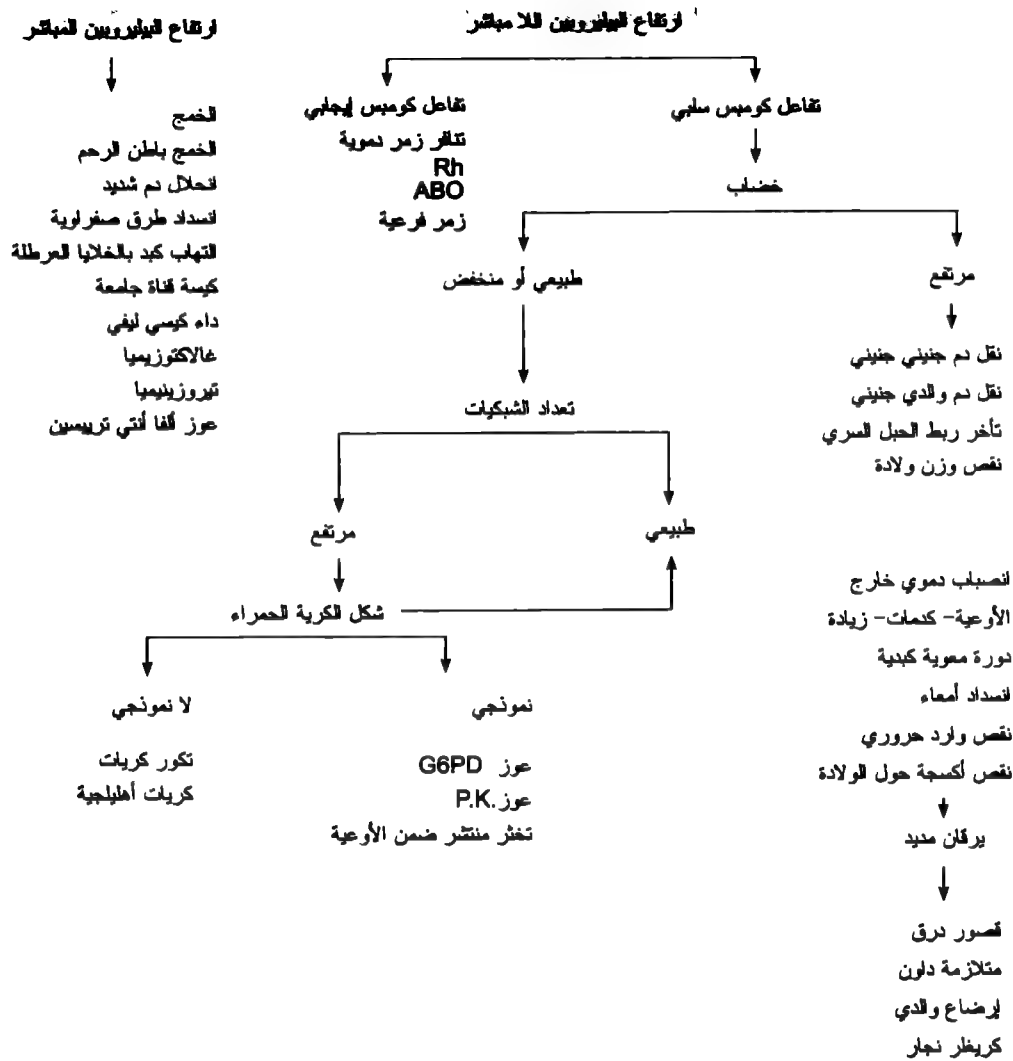 ارتفاع البيليروبين اللا مباشر
ارتفاع البيليروبين المباشر
تفاعل كومبس سلبي
تفاعل كومبس إيجابي
تنافر زمر دموية
Rh
ABO
زمر فرعية
الخمج
الخمج باطن الرحم
انحلال دم شديد
انسداد طرق صفراوية
التهاب كبد بالخلايا العرطلة
كيسة قناة جامعة
داء كيسي ليفي
غالاكتوزيميا
تيروزينيميا
عوز ألفا أنتي تريبسين
خضاب
مرتفع
طبيعي أو منخفض
نقل دم جنيني جنيني
نقل دم والدي جنيني
تأخر ربط الحبل السري
نقص وزن ولادة
تعداد الشبكيات
طبيعي
مرتفع
شكل الكرية الحمراء
نموذجي
لا نموذجي
عوز G6PD
عوز P.K.
تخثر منتشر ضمن الأوعية
تكور كريات
كريات أهليلجية
انصباب دموي خارج
الأوعية- كدمات- زيادة
دورة معوية كبدية
انسداد أمعاء
نقص وارد حروري
نقص أكسجة حول الولادة
يرقان مديد
قصور درق
متلازمة داون
إرضاع والدي
كريغلر نجار